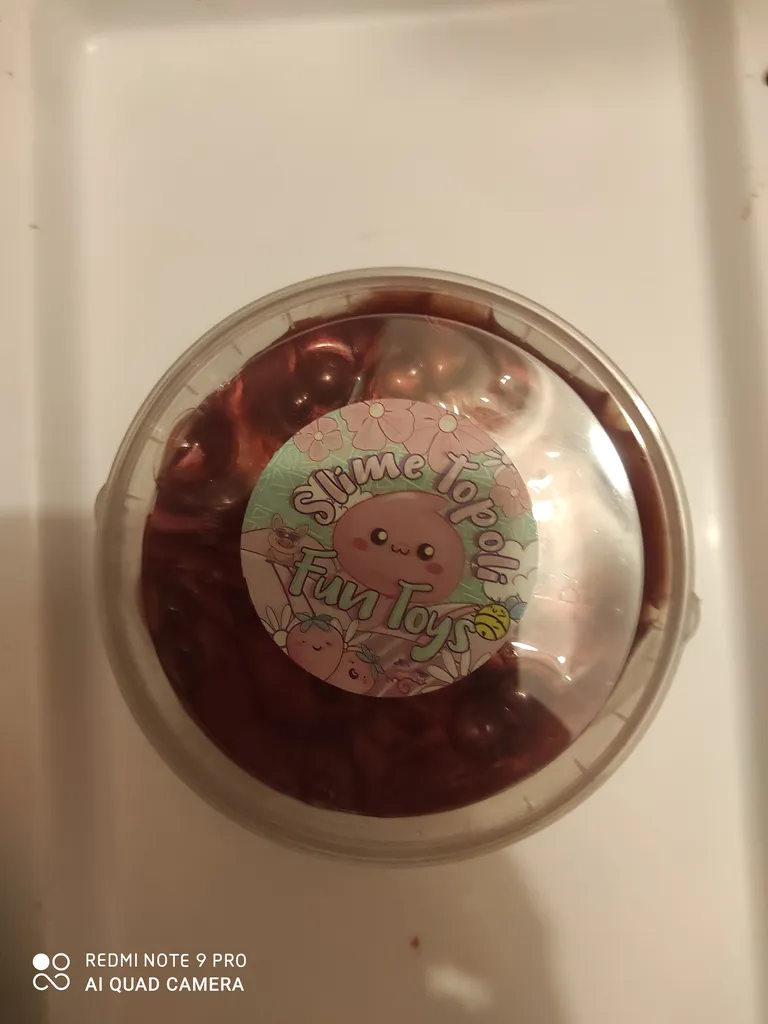 Slime Topoli
Fun Toys
REDMI NOTE 9 PRO
AI QUAD CAMERA